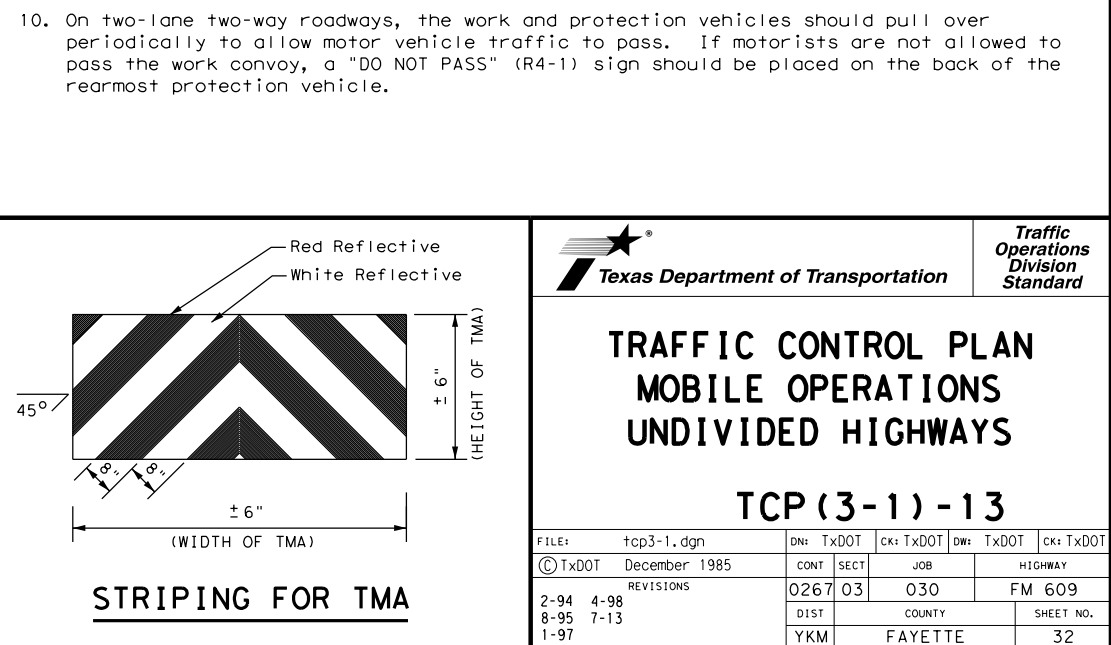 10. On two-lane two-way roadways, the work and protection vehicles should pull over
periodically to allow motor vehicle traffic to pass. If motorists are not allowed to
pass the work convoy, a "DO NOT PASS" (R4-1) sign should be placed on the back of the
rearmost protection vehicle.
Red Reflective
White Reflective
45°
8"
8"
± 6"
(HEIGHT OF TMA)
± 6"
(WIDTH OF TMA)
STRIPING FOR TMA
®
Texas Department of Transportation
Traffic
Operations
Division
Standard
TRAFFIC CONTROL PLAN
MOBILE OPERATIONS
UNDIVIDED HIGHWAYS
TCP(3-1)-13
FILE: tcp3-1.dgn DN: TxDOT CK: TxDOT DW: TxDOT CK: TxDOT
© TxDOT December 1985 CONT SECT JOB HIGHWAY
REVISIONS 0267 03 030 FM 609
2-94 4-98
8-95 7-13 DIST COUNTY SHEET NO.
1-97 YKM FAYETTE 32